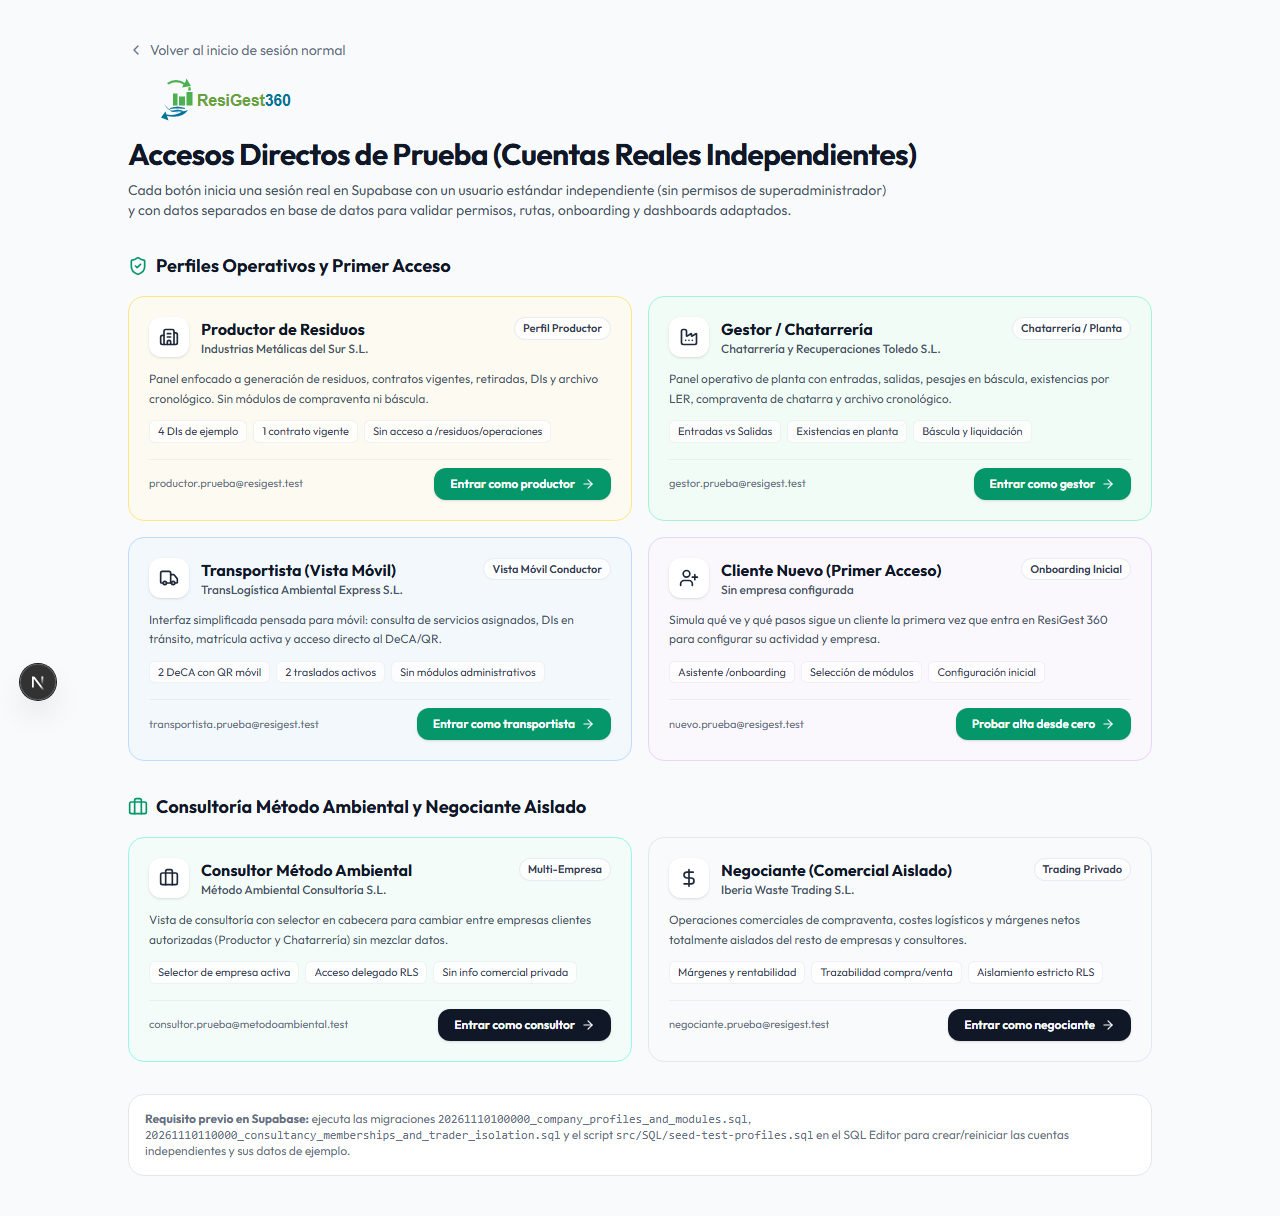 Volver al inicio de sesión normal
ResiGest360
Accesos Directos de Prueba (Cuentas Reales Independientes)
Cada botón inicia una sesión real en Supabase con un usuario estándar independiente (sin permisos de superadministrador)
y con datos separados en base de datos para validar permisos, rutas, onboarding y dashboards adaptados.
Perfiles Operativos y Primer Acceso
Productor de Residuos
Perfil Productor
Industrias Metálicas del Sur S.L.
Panel enfocado a generación de residuos, contratos vigentes, retiradas, DIs y archivo
cronológico. Sin módulos de compraventa ni báscula.
4 DIs de ejemplo
1 contrato vigente
Sin acceso a /residuos/operaciones
productor.prueba@resigest.test
Entrar como productor
Gestor / Chatarrería
Chatarrería / Planta
Chatarrería y Recuperaciones Toledo S.L.
Panel operativo de planta con entradas, salidas, pesajes en báscula, existencias por
LER, compraventa de chatarra y archivo cronológico.
Entradas vs Salidas
Existencias en planta
Báscula y liquidación
gestor.prueba@resigest.test
Entrar como gestor
Transportista (Vista Móvil)
Vista Móvil Conductor
TransLogística Ambiental Express S.L.
Interfaz simplificada pensada para móvil: consulta de servicios asignados, DIs en
tránsito, matrícula activa y acceso directo al DeCA/QR.
2 DeCA con QR móvil
2 traslados activos
Sin módulos administrativos
transportista.prueba@resigest.test
Entrar como transportista
Cliente Nuevo (Primer Acceso)
Onboarding Inicial
Sin empresa configurada
Simula qué ve y qué pasos sigue un cliente la primera vez que entra en ResiGest 360
para configurar su actividad y empresa.
Asistente /onboarding
Selección de módulos
Configuración inicial
nuevo.prueba@resigest.test
Probar alta desde cero
Consultoría Método Ambiental y Negociante Aislado
Consultor Método Ambiental
Multi-Empresa
Método Ambiental Consultoría S.L.
Vista de consultoría con selector en cabecera para cambiar entre empresas clientes
autorizadas (Productor y Chatarrería) sin mezclar datos.
Selector de empresa activa
Acceso delegado RLS
Sin info comercial privada
consultor.prueba@metodoambiental.test
Entrar como consultor
Negociante (Comercial Aislado)
Trading Privado
Iberia Waste Trading S.L.
Operaciones comerciales de compraventa, costes logísticos y márgenes netos
totalmente aislados del resto de empresas y consultores.
Márgenes y rentabilidad
Trazabilidad compra/venta
Aislamiento estricto RLS
negociante.prueba@resigest.test
Entrar como negociante
Requisito previo en Supabase: ejecuta las migraciones 20261110100000_company_profiles_and_modules.sql,
20261110110000_consultancy_memberships_and_trader_isolation.sql y el script src/SQL/seed-test-profiles.sql en el SQL Editor para crear/reiniciar las cuentas
independientes y sus datos de ejemplo.
N